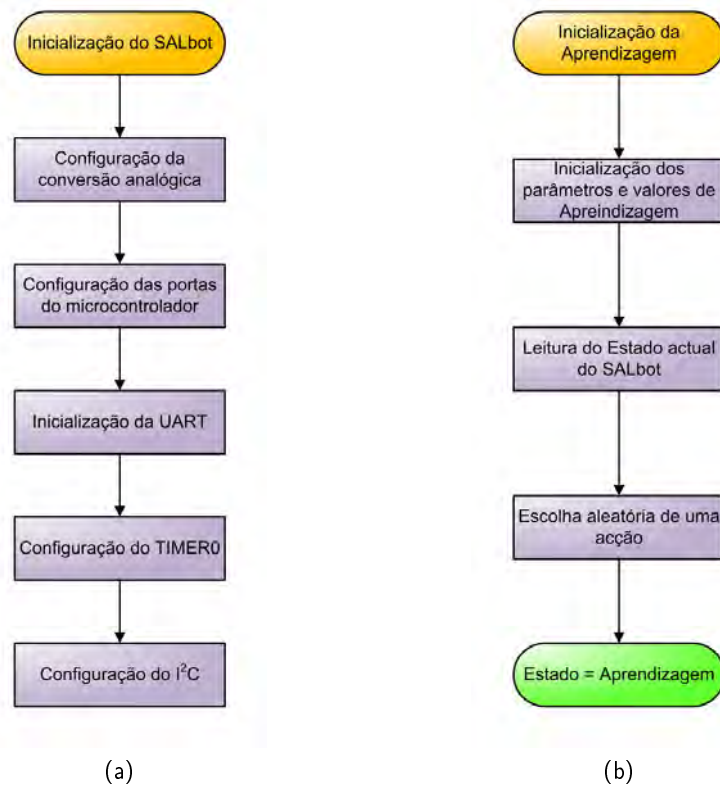 Inicialização do SALbot
Configuração da
conversão analógica
Configuração das portas
do microcontrolador
Inicialização da UART
Configuração do TIMER0
Configuração do I²C
(a)
Inicialização da
Aprendizagem
Inicialização dos
parâmetros e valores de
Apreindizagem
Leitura do Estado actual
do SALbot
Escolha aleatória de uma
acção
Estado = Aprendizagem
(b)